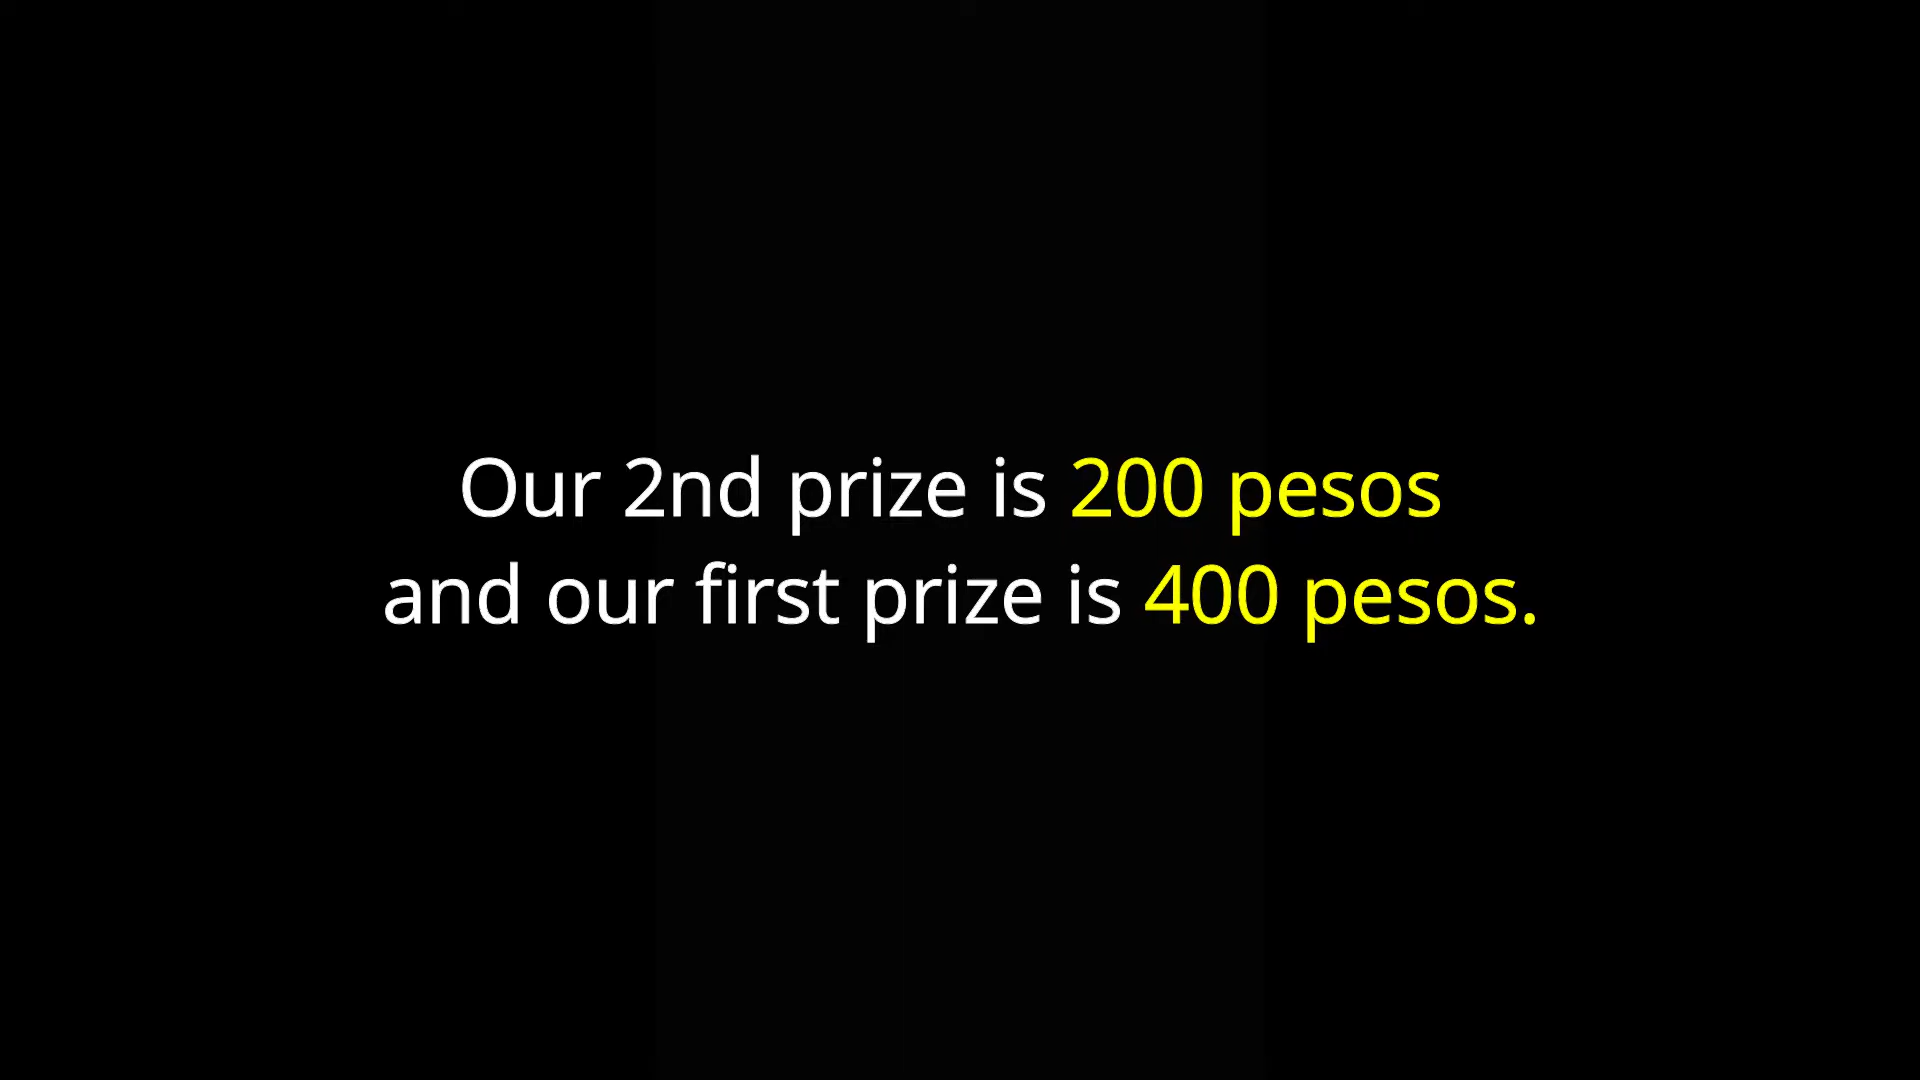 Our 2nd prize is 200 pesos
and our first prize is 400 pesos.